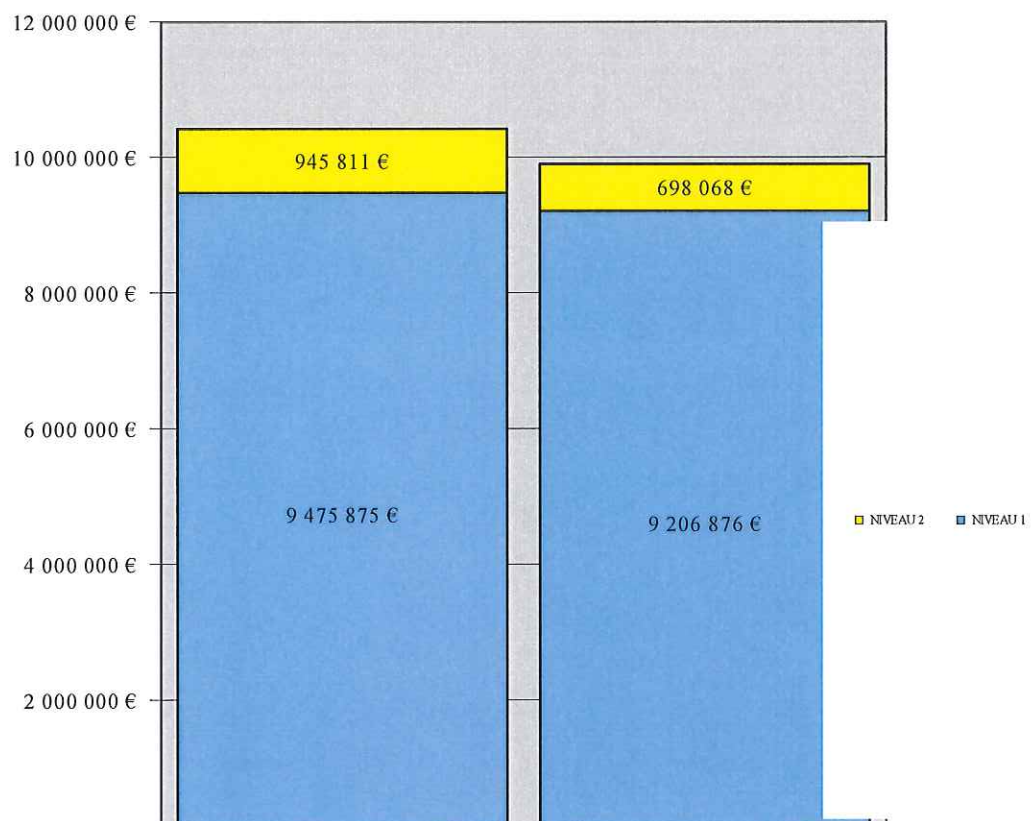 12 000 000 €
10 000 000 €
8 000 000 €
6 000 000 €
4 000 000 €
2 000 000 €
945 811 €
698 068 €
9 475 875 €
9 206 876 €
NIVEAU 2
NIVEAU 1